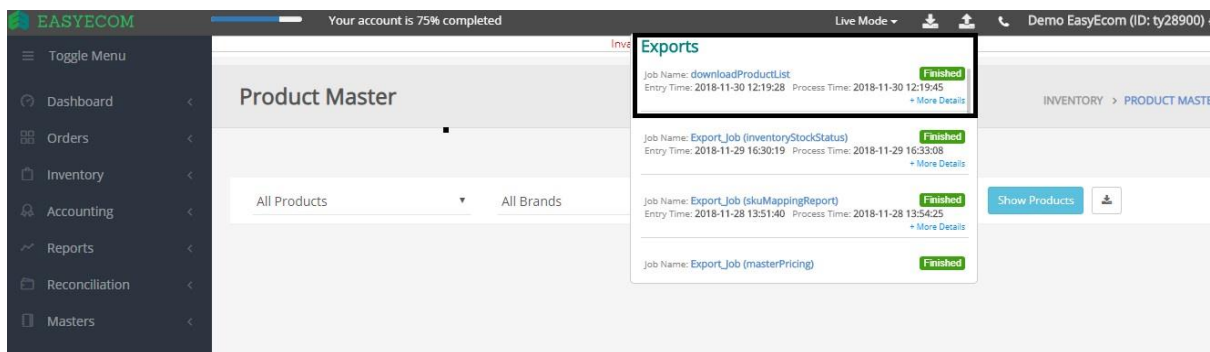 EASYECOM
Your account is 75% completed
Live Mode
Demo EasyEcom (ID: ty28900)
Toggle Menu
Dashboard
Orders
Inventory
Accounting
Reports
Reconciliation
Masters
Product Master
INVENTORY > PRODUCT MASTE
All Products
All Brands
Show Products
Exports
Job Name: downloadProductList Finished
Entry Time: 2018-11-30 12:19:28 Process Time: 2018-11-30 12:19:45
+ More Details
Job Name: Export_Job (inventoryStockStatus) Finished
Entry Time: 2018-11-29 16:30:19 Process Time: 2018-11-29 16:33:08
+ More Details
Job Name: Export_Job (skuMappingReport) Finished
Entry Time: 2018-11-28 13:51:40 Process Time: 2018-11-28 13:54:25
+ More Details
Job Name: Export_Job (masterPricing) Finished